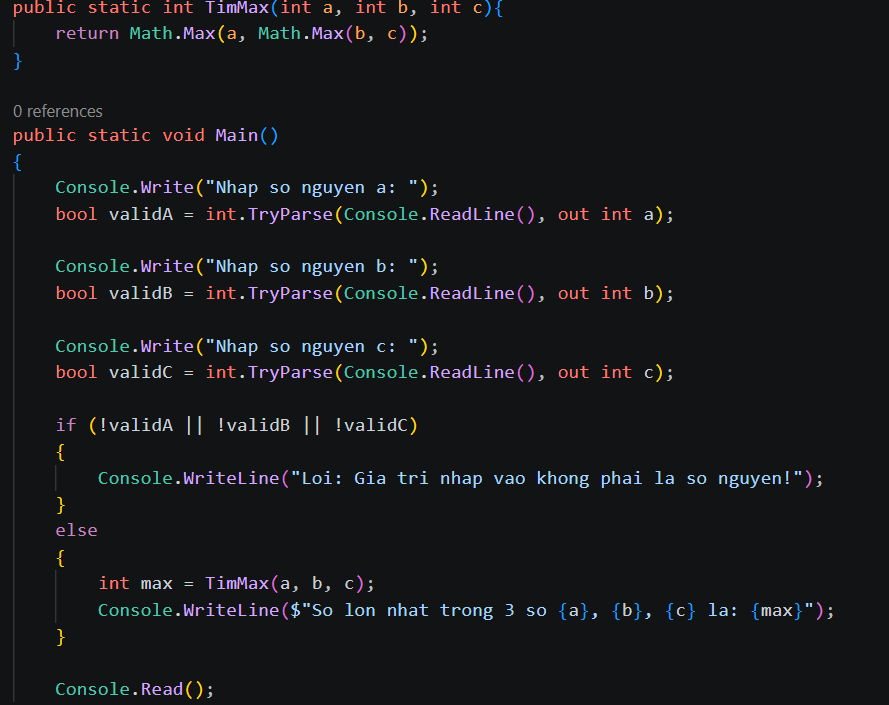 public static int TimMax(int a, int b, int c){
    return Math.Max(a, Math.Max(b, c));
}
0 references
public static void Main()
{
    Console.Write("Nhap so nguyen a: ");
    bool validA = int.TryParse(Console.ReadLine(), out int a);
    Console.Write("Nhap so nguyen b: ");
    bool validB = int.TryParse(Console.ReadLine(), out int b);
    Console.Write("Nhap so nguyen c: ");
    bool validC = int.TryParse(Console.ReadLine(), out int c);
    if (!validA || !validB || !validC)
    {
        Console.WriteLine("Loi: Gia tri nhap vao khong phai la so nguyen!");
    }
    else
    {
        int max = TimMax(a, b, c);
        Console.WriteLine($"So lon nhat trong 3 so {a}, {b}, {c} la: {max}");
    }
    Console.Read();